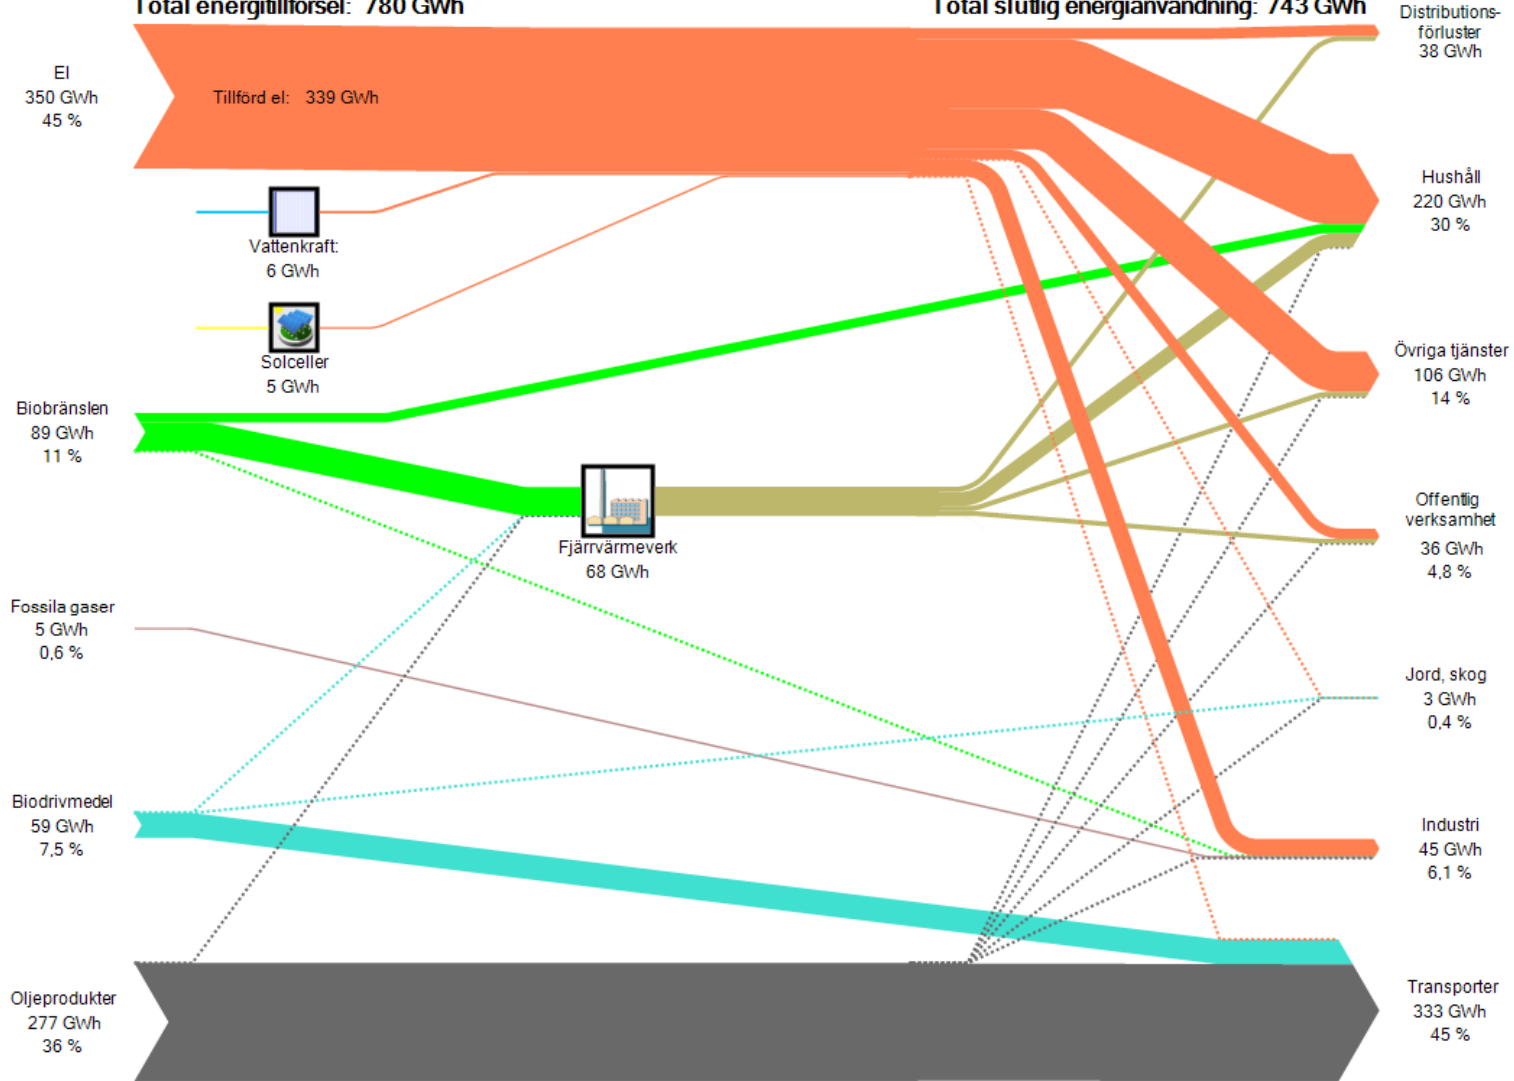 Total energitillförsel: 780 GWh
Total slutlig energianvändning: 743 GWh
Distributions-
förluster
38 GWh
El
350 GWh
45 %
Tillförd el: 339 GWh
Hushåll
220 GWh
30 %
Vattenkraft:
6 GWh
Solceller
5 GWh
Övriga tjänster
106 GWh
14 %
Biobränslen
89 GWh
11 %
Offentlig
verksamhet
36 GWh
4,8 %
Fjärrvärmeverk
68 GWh
Fossila gaser
5 GWh
0,6 %
Jord, skog
3 GWh
0,4 %
Biodrivmedel
59 GWh
7,5 %
Industri
45 GWh
6,1 %
Oljeprodukter
277 GWh
36 %
Transporter
333 GWh
45 %